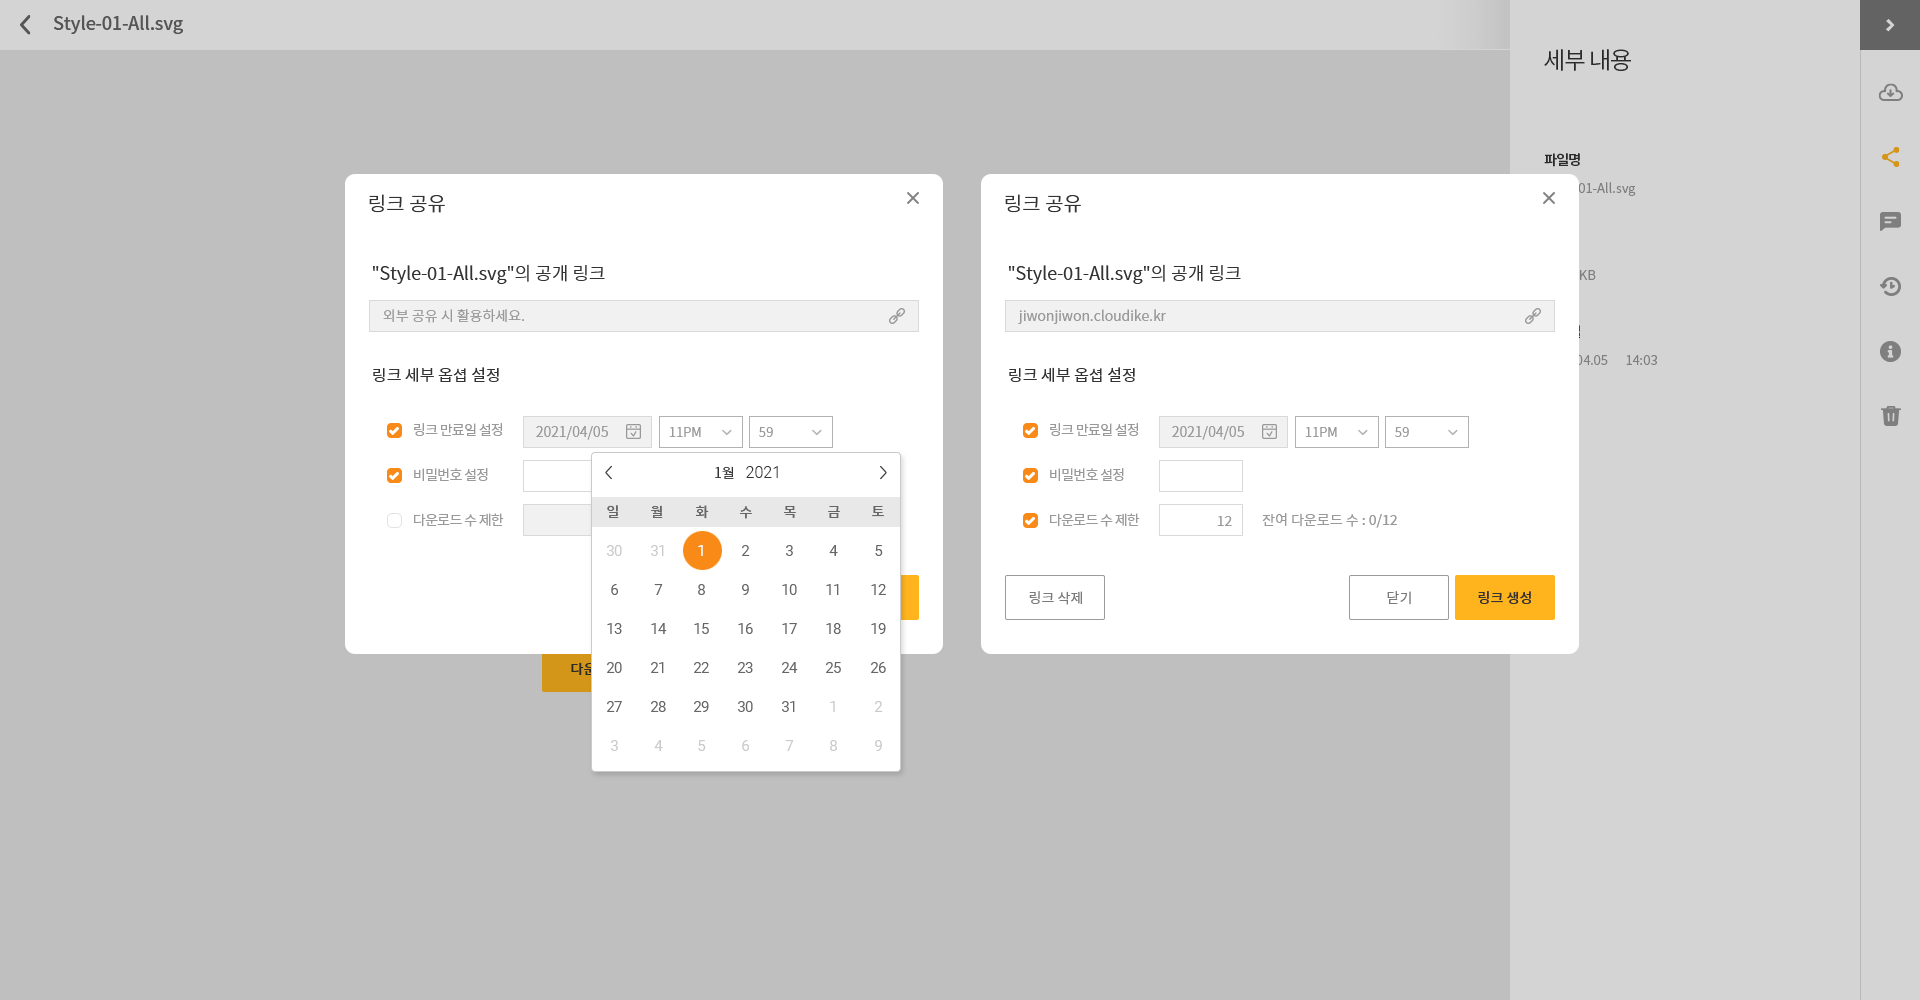 Style-01-All.svg
세부 내용
파일명
01-All.svg
KB
04.05 14:03
링크 공유
"Style-01-All.svg"의 공개 링크
외부 공유 시 활용하세요.
링크 세부 옵션 설정
링크 만료일 설정 2021/04/05 11PM 59
비밀번호 설정
다운로드 수 제한
1월 2021
일 월 화 수 목 금 토
30 31 1 2 3 4 5
6 7 8 9 10 11 12
13 14 15 16 17 18 19
20 21 22 23 24 25 26
27 28 29 30 31 1 2
3 4 5 6 7 8 9
링크 공유
"Style-01-All.svg"의 공개 링크
jiwonjiwon.cloudike.kr
링크 세부 옵션 설정
링크 만료일 설정 2021/04/05 11PM 59
비밀번호 설정
다운로드 수 제한 12 잔여 다운로드 수 : 0/12
링크 삭제 닫기 링크 생성